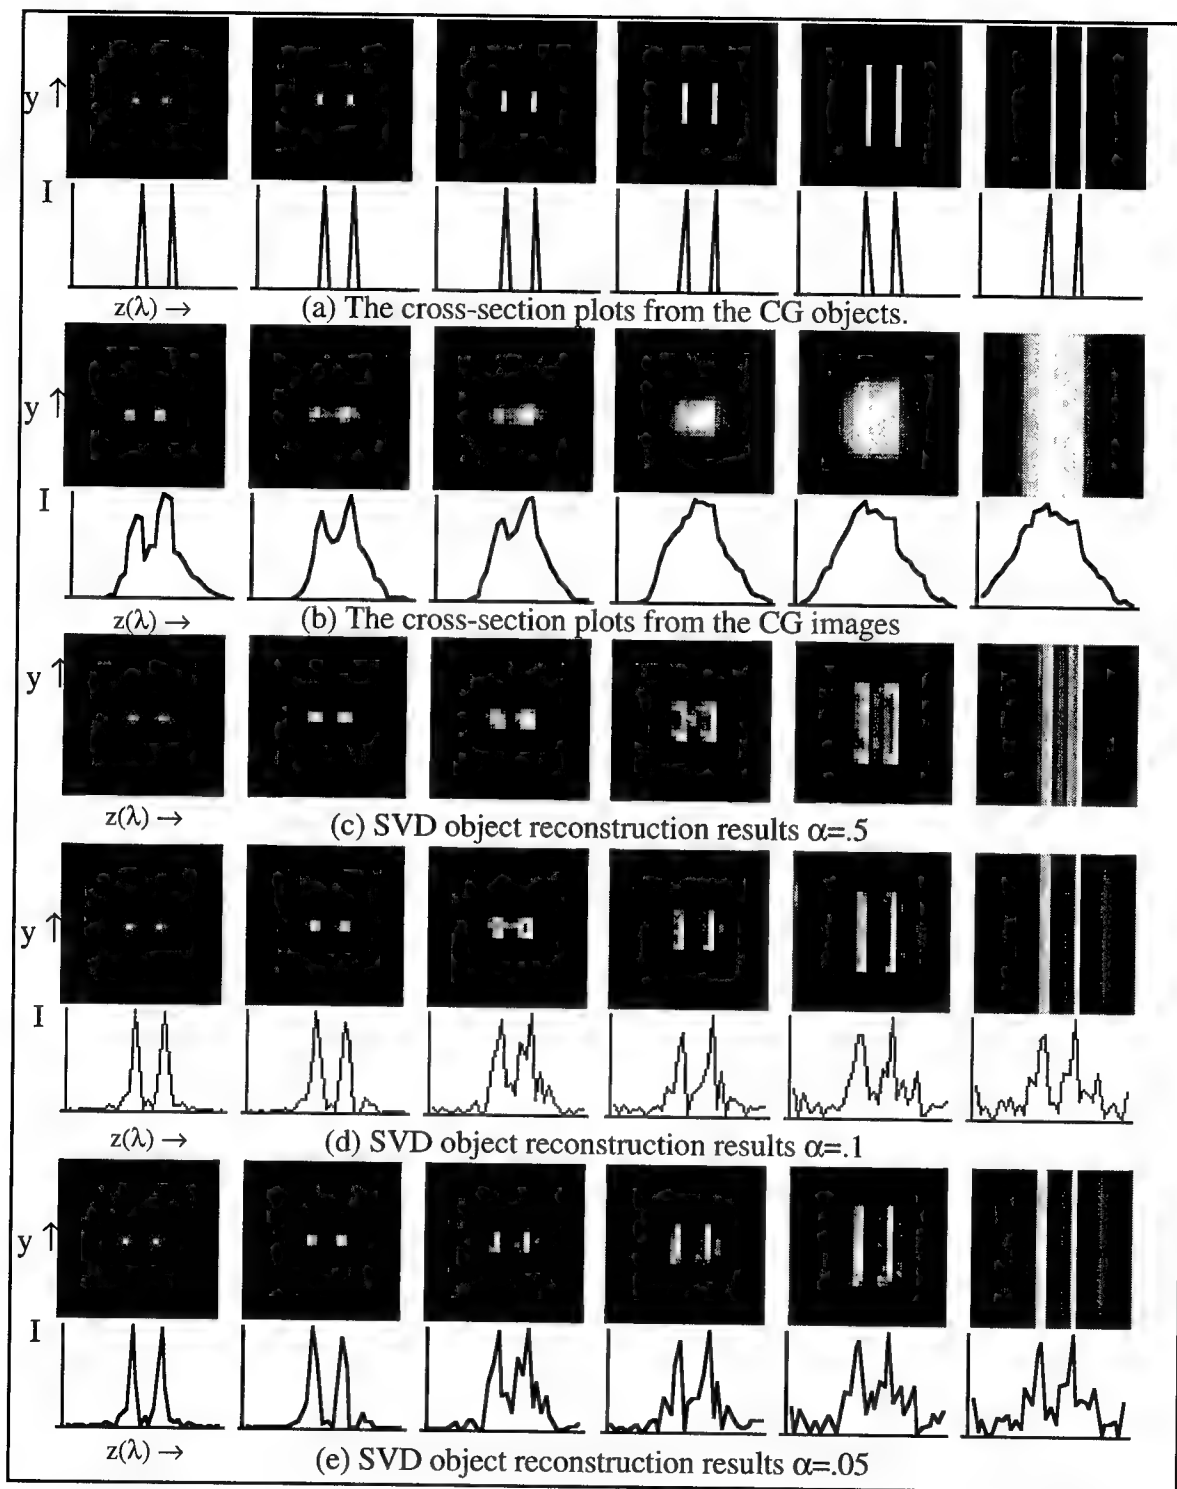 y ↑
I
z(λ) →
(a) The cross-section plots from the CG objects.
y ↑
I
z(λ) →
(b) The cross-section plots from the CG images
y ↑
z(λ) →
(c) SVD object reconstruction results α=.5
y ↑
I
z(λ) →
(d) SVD object reconstruction results α=.1
y ↑
I
z(λ) →
(e) SVD object reconstruction results α=.05